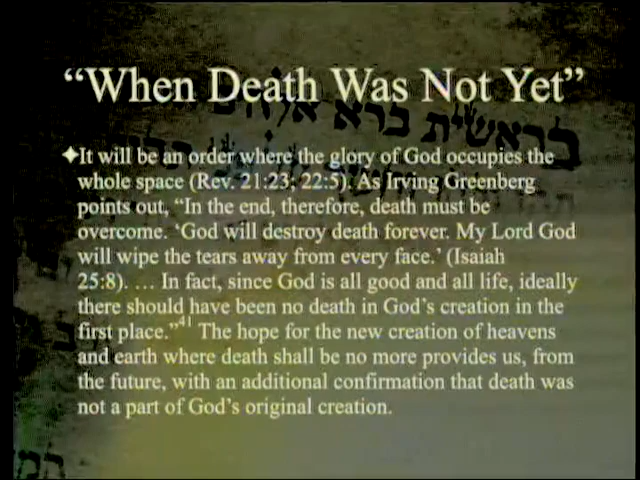 “When Death Was Not Yet”
בראשית ברא אלהים
✦It will be an order where the glory of God occupies the
whole space (Rev. 21:23; 22:5). As Irving Greenberg
points out, “In the end, therefore, death must be
overcome. ‘God will destroy death forever. My Lord God
will wipe the tears away from every face.’ (Isaiah
25:8). … In fact, since God is all good and all life, ideally
there should have been no death in God’s creation in the
first place.”41 The hope for the new creation of heavens
and earth where death shall be no more provides us, from
the future, with an additional confirmation that death was
not a part of God’s original creation.